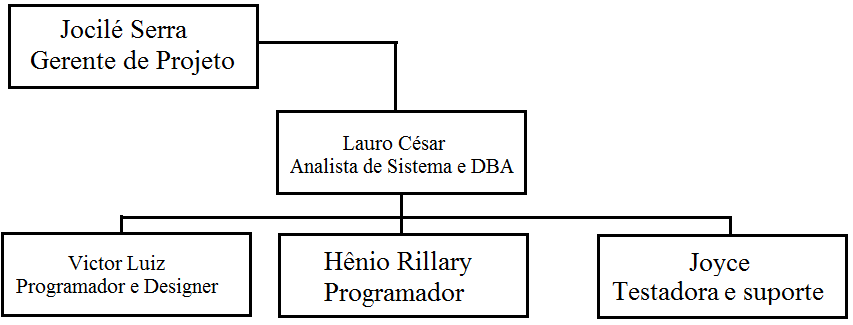 Jocilé Serra
Gerente de Projeto
Lauro César
Analista de Sistema e DBA
Victor Luiz
Programador e Designer
Hênio Rillary
Programador
Joyce
Testadora e suporte